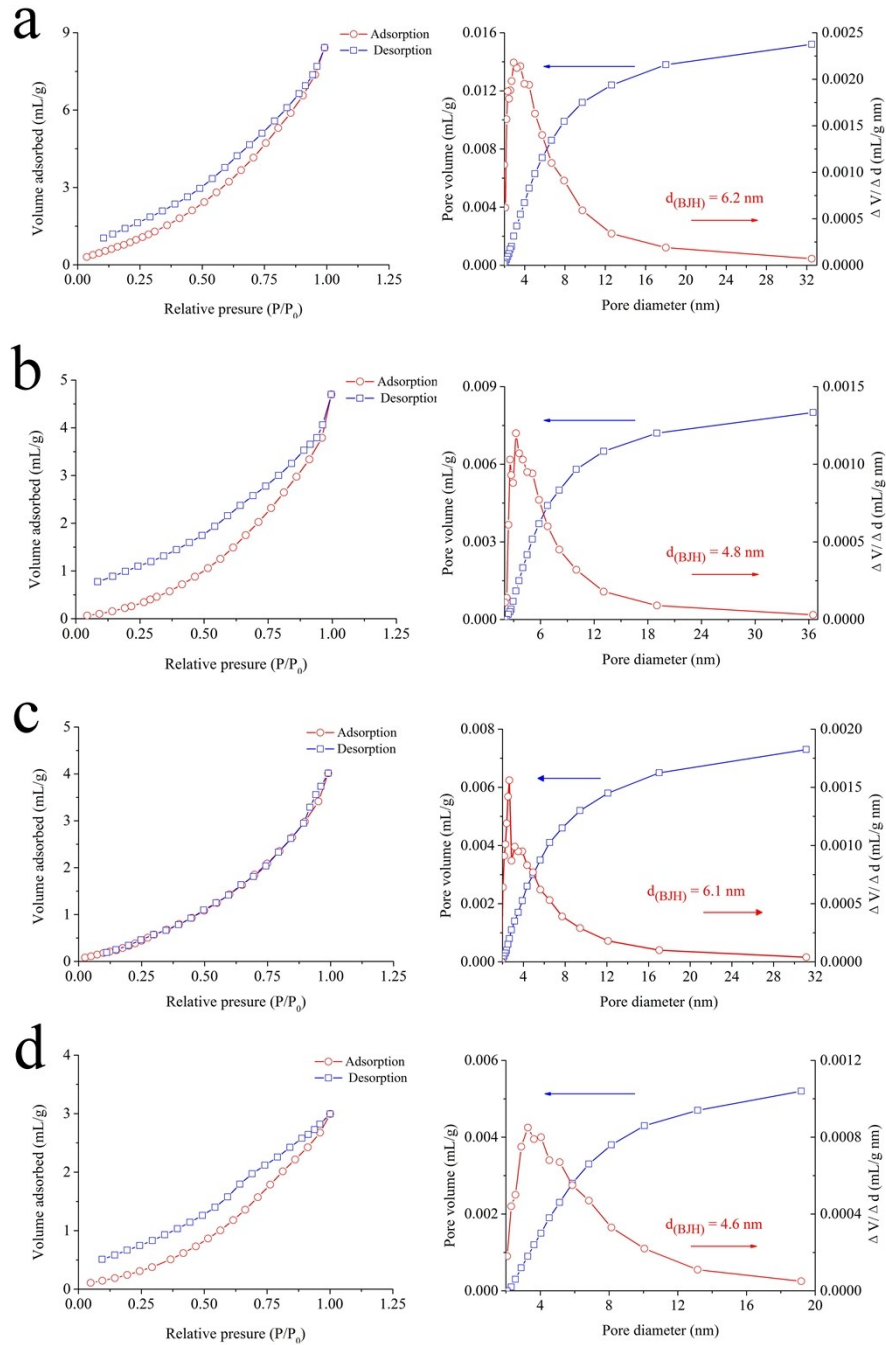 a
Adsorption
Desorption
Volume adsorbed (mL/g)
9
6
3
0
0.00 0.25 0.50 0.75 1.00 1.25
Relative presure (P/P0)
Pore volume (mL/g)
0.016
0.012
0.008
0.004
0.000
4 8 12 16 20 24 28 32
Pore diameter (nm)
d(BJH) = 6.2 nm
0.0025
0.0020
0.0015
0.0010
0.0005
0.0000
Δ V/ Δ d (mL/g nm)
b
Adsorption
Desorption
Volume adsorbed (mL/g)
5
4
3
2
1
0
0.00 0.25 0.50 0.75 1.00 1.25
Relative presure (P/P0)
Pore volume (mL/g)
0.009
0.006
0.003
0.000
6 12 18 24 30 36
Pore diameter (nm)
d(BJH) = 4.8 nm
0.0015
0.0010
0.0005
0.0000
Δ V/ Δ d (mL/g nm)
c
Adsorption
Desorption
Volume adsorbed (mL/g)
5
4
3
2
1
0
0.00 0.25 0.50 0.75 1.00 1.25
Relative presure (P/P0)
Pore volume (mL/g)
0.008
0.006
0.004
0.002
0.000
4 8 12 16 20 24 28 32
Pore diameter (nm)
d(BJH) = 6.1 nm
0.0020
0.0015
0.0010
0.0005
0.0000
Δ V/ Δ d (mL/g nm)
d
Adsorption
Desorption
Volume adsorbed (mL/g)
4
3
2
1
0
0.00 0.25 0.50 0.75 1.00 1.25
Relative presure (P/P0)
Pore volume (mL/g)
0.006
0.004
0.002
0.000
4 8 12 16 20
Pore diameter (nm)
d(BJH) = 4.6 nm
0.0012
0.0008
0.0004
0.0000
Δ V/ Δ d (mL/g nm)